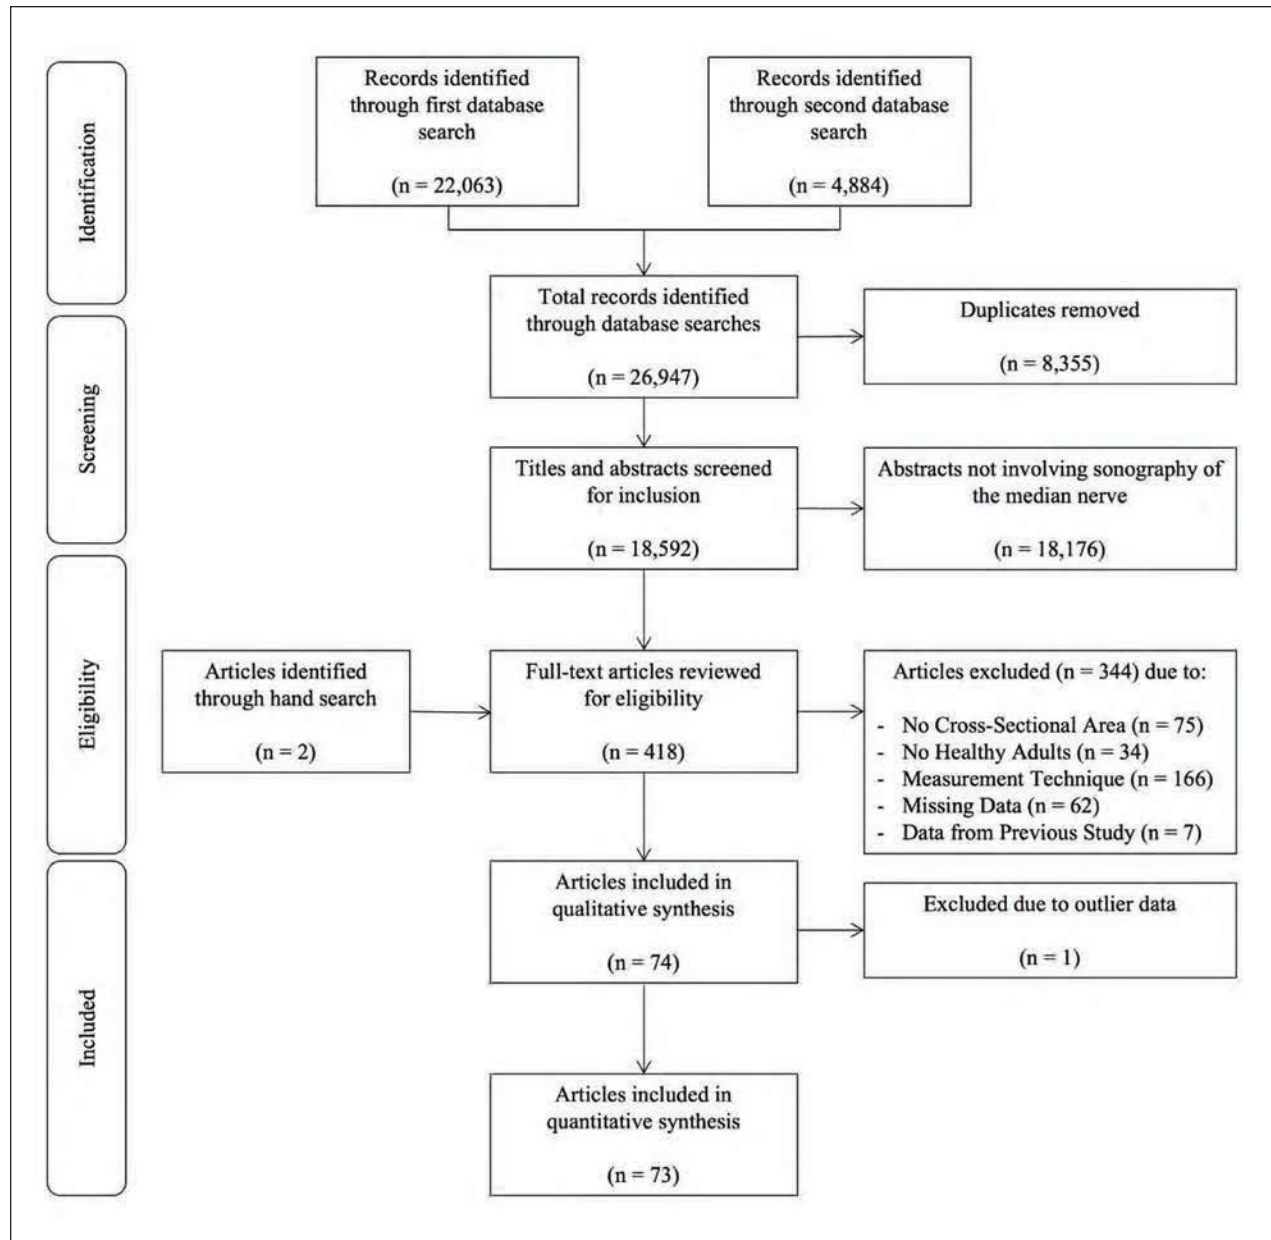 Identification
Records identified
through first database
search
(n = 22,063)
Records identified
through second database
search
(n = 4,884)
Total records identified
through database searches
(n = 26,947)
Duplicates removed
(n = 8,355)
Screening
Titles and abstracts screened
for inclusion
(n = 18,592)
Abstracts not involving sonography of
the median nerve
(n = 18,176)
Eligibility
Articles identified
through hand search
(n = 2)
Full-text articles reviewed
for eligibility
(n = 418)
Articles excluded (n = 344) due to:
- No Cross-Sectional Area (n = 75)
- No Healthy Adults (n = 34)
- Measurement Technique (n = 166)
- Missing Data (n = 62)
- Data from Previous Study (n = 7)
Included
Articles included in
qualitative synthesis
(n = 74)
Excluded due to outlier data
(n = 1)
Articles included in
quantitative synthesis
(n = 73)